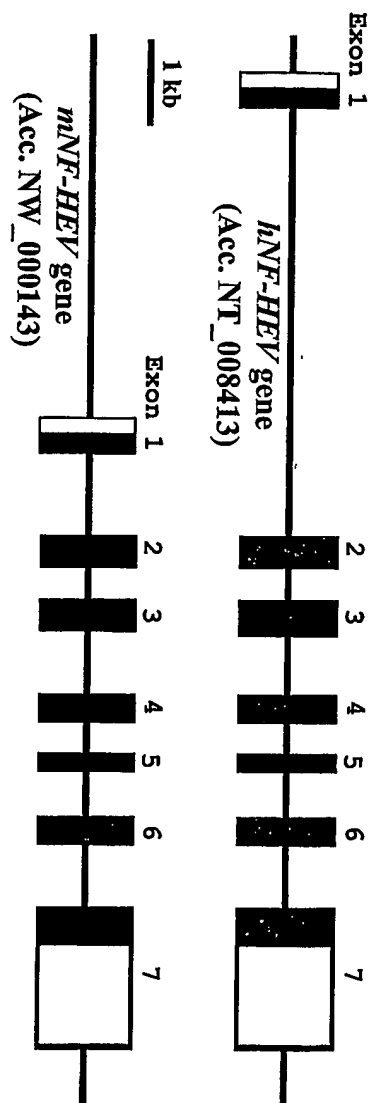 Exon 1 2 3 4 5 6 7
hNF-HEV gene
(Acc. NT_008413)
Exon 1 2 3 4 5 6 7
1 kb
mNF-HEV gene
(Acc. NW_000143)